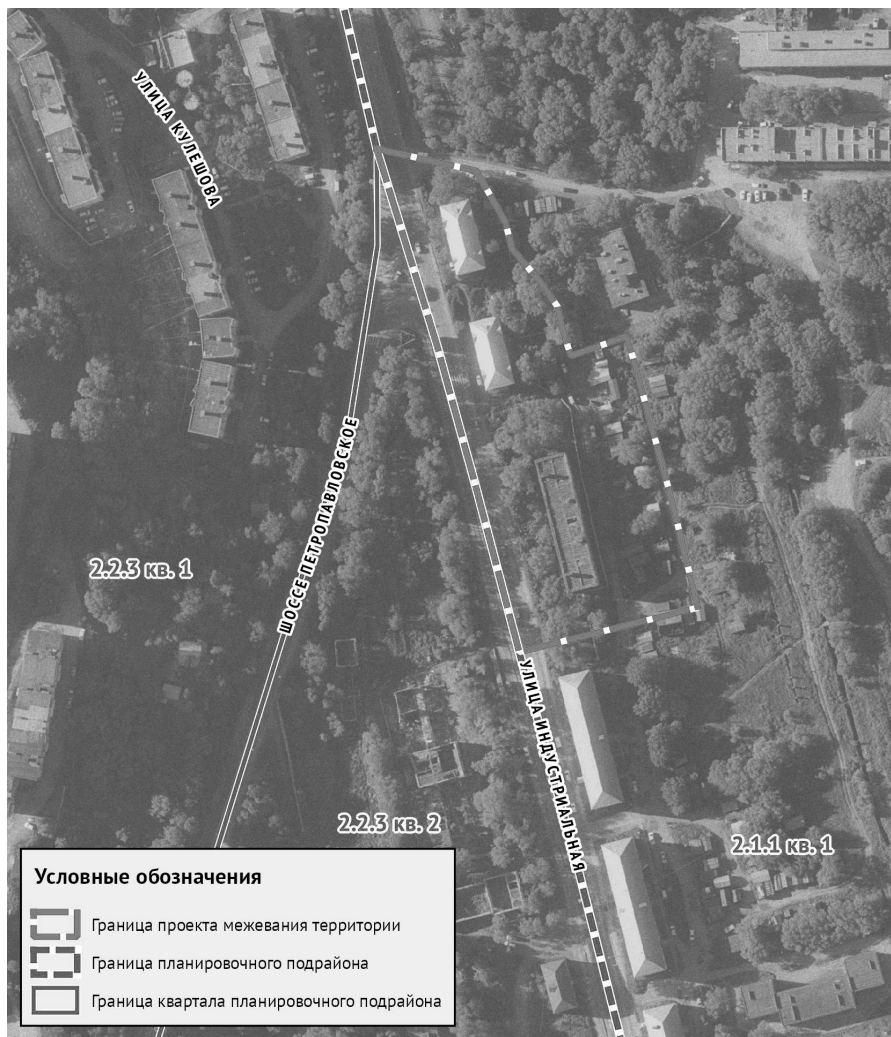 УЛИЦА КУЛЕШОВА
ШОССЕ ПЕТРОПАВЛОВСКОЕ
2.2.3 кв. 1
УЛИЦА ИНДУСТРИАЛЬНАЯ
2.2.3 кв. 2
2.1.1 кв. 1
Условные обозначения
Граница проекта межевания территории
Граница планировочного подрайона
Граница квартала планировочного подрайона